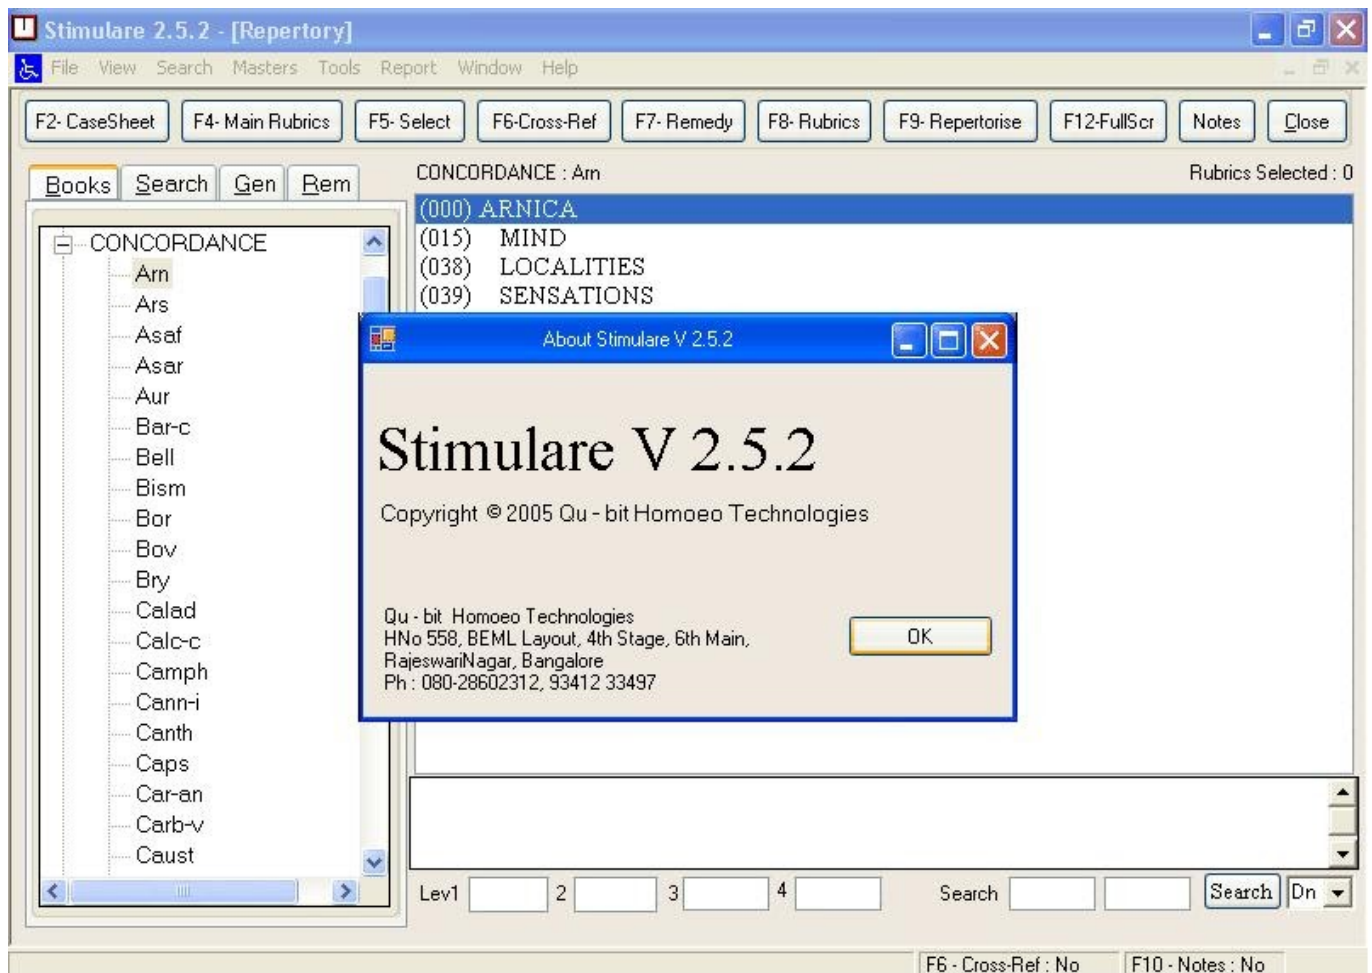 Stimulare 2.5.2 - [Repertory]
File View Search Masters Tools Report Window Help
F2- CaseSheet F4- Main Rubrics F5- Select F6-Cross-Ref F7- Remedy F8- Rubrics F9- Repertorise F12-FullScr Notes Close
Books Search Gen Rem
CONCORDANCE
Arn
Ars
Asaf
Asar
Aur
Bar-c
Bell
Bism
Bor
Bov
Bry
Calad
Calc-c
Camph
Cann-i
Canth
Caps
Car-an
Carb-v
Caust
CONCORDANCE : Arn
Rubrics Selected : 0
(000) ARNICA
(015) MIND
(038) LOCALITIES
(039) SENSATIONS
About Stimulare V 2.5.2
Stimulare V 2.5.2
Copyright © 2005 Qu - bit Homoeo Technologies
Qu - bit Homoeo Technologies
HNo 558, BEML Layout, 4th Stage, 6th Main,
RajeswariNagar, Bangalore
Ph : 080-28602312, 93412 33497
OK
Lev1 2 3 4 Search Search Dn
F6 - Cross-Ref : No F10 - Notes : No